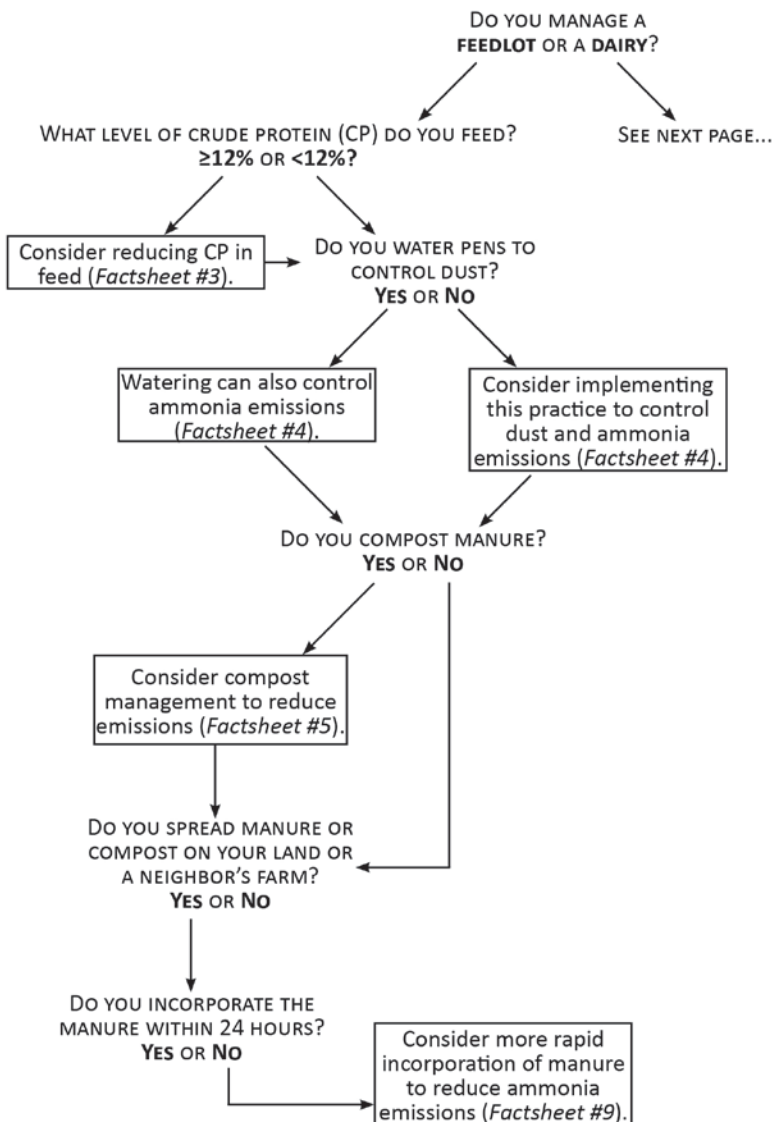 Do you manage a
feedlot or a dairy?
What level of crude protein (CP) do you feed?
≥12% or <12%?
See next page...
Consider reducing CP in
feed (Factsheet #3).
Do you water pens to
control dust?
Yes or No
Watering can also control
ammonia emissions
(Factsheet #4).
Consider implementing
this practice to control
dust and ammonia
emissions (Factsheet #4).
Do you compost manure?
Yes or No
Consider compost
management to reduce
emissions (Factsheet #5).
Do you spread manure or
compost on your land or
a neighbor's farm?
Yes or No
Do you incorporate the
manure within 24 hours?
Yes or No
Consider more rapid
incorporation of manure
to reduce ammonia
emissions (Factsheet #9).